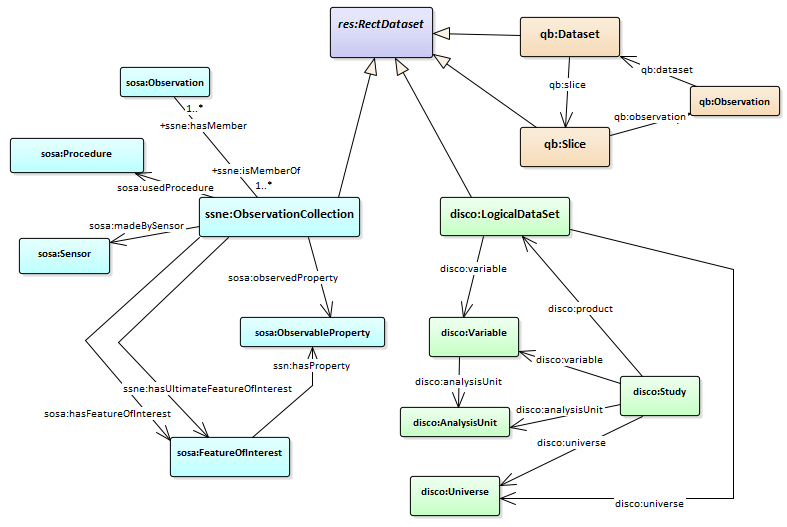 res:RectDataset
qb:Dataset
sosa:Observation
qb:dataset
qb:slice
qb:Observation
1..*
+ssne:hasMember
qb:observation
sosa:Procedure
qb:Slice
+ssne:isMemberOf
sosa:usedProcedure
1..*
ssne:ObservationCollection
disco:LogicalDataSet
sosa:madeBySensor
sosa:Sensor
disco:variable
sosa:observedProperty
disco:product
sosa:ObservableProperty
disco:Variable
disco:variable
ssn:hasProperty
disco:analysisUnit
ssne:hasUltimateFeatureOfInterest
disco:Study
sosa:hasFeatureOfInterest
disco:analysisUnit
disco:AnalysisUnit
disco:universe
sosa:FeatureOfInterest
disco:Universe
disco:universe